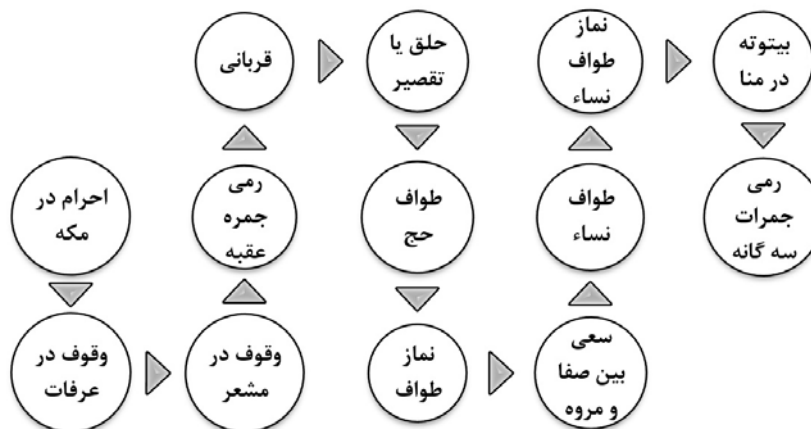 احرام در
مکه
وقوف در
عرفات
وقوف در
مشعر
رمی
جمره
عقبه
قربانی
حلق یا
تقصیر
طواف
حج
نماز
طواف
سعی
بین صفا
و مروه
طواف
نساء
نماز
طواف
نساء
بیتوته
در منا
رمی
جمرات
سه گانه